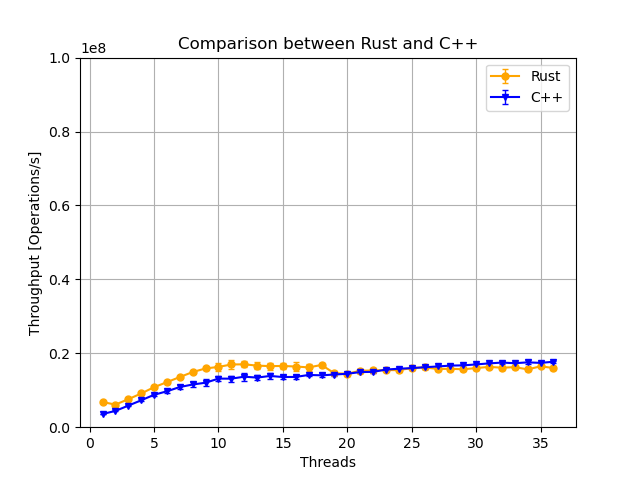 Comparison between Rust and C++
1e8
1.0
0.8
0.6
0.4
0.2
0.0
Throughput [Operations/s]
Rust
C++
0
5
10
15
20
25
30
35
Threads